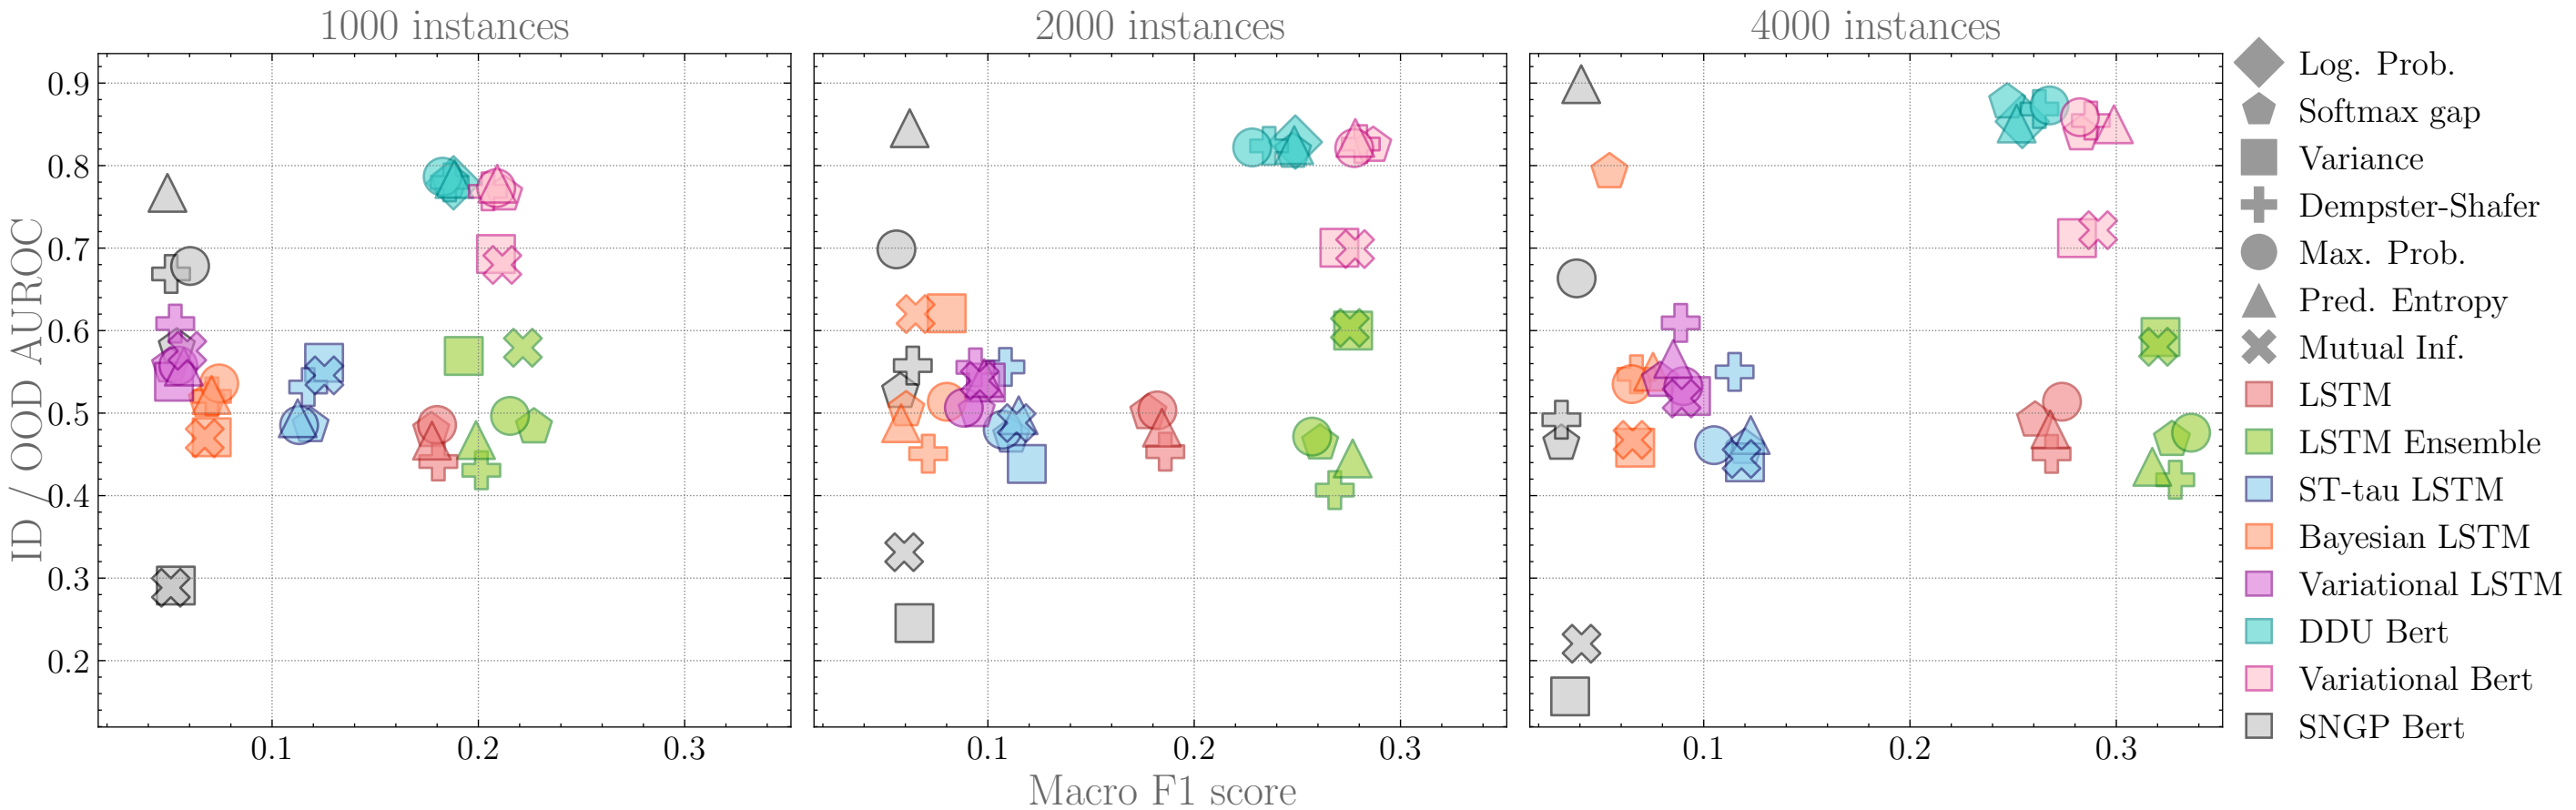 1000 instances
2000 instances
4000 instances
ID / OOD AUROC
0.9
0.8
0.7
0.6
0.5
0.4
0.3
0.2
0.1
0.2
0.3
0.1
0.2
0.3
0.1
0.2
0.3
Macro F1 score
Log. Prob.
Softmax gap
Variance
Dempster-Shafer
Max. Prob.
Pred. Entropy
Mutual Inf.
LSTM
LSTM Ensemble
ST-tau LSTM
Bayesian LSTM
Variational LSTM
DDU Bert
Variational Bert
SNGP Bert